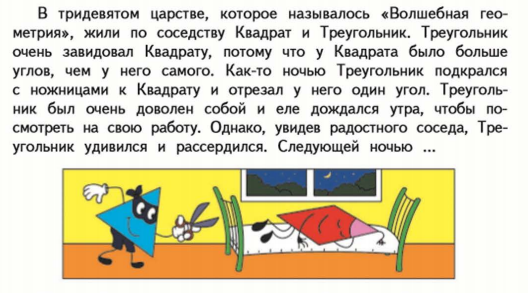 В тридевятом царстве, которое называлось «Волшебная гео-
метрия», жили по соседству Квадрат и Треугольник. Треугольник
очень завидовал Квадрату, потому что у Квадрата было больше
углов, чем у него самого. Как-то ночью Треугольник подкрался
с ножницами к Квадрату и отрезал у него один угол. Треуголь-
ник был очень доволен собой и еле дождался утра, чтобы по-
смотреть на свою работу. Однако, увидев радостного соседа, Тре-
угольник удивился и рассердился. Следующей ночью ...